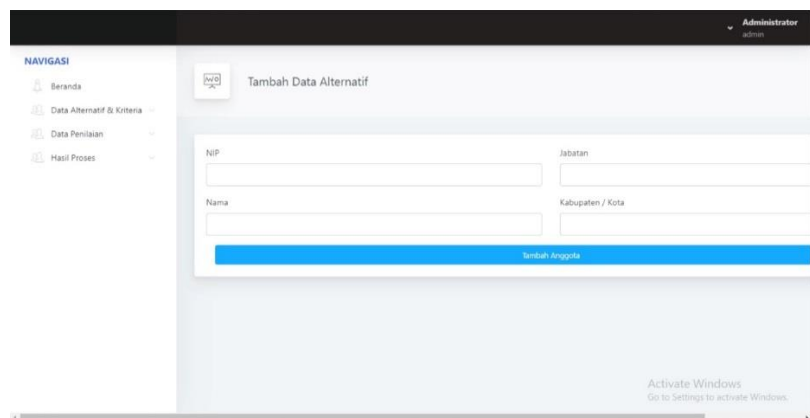 Administrator
admin
NAVIGASI
Beranda
Data Alternatif & Kriteria
Data Penilaian
Hasil Proses
Tambah Data Alternatif
NIP
Jabatan
Nama
Kabupaten / Kota
Tambah Anggota
Activate Windows
Go to Settings to activate Windows.